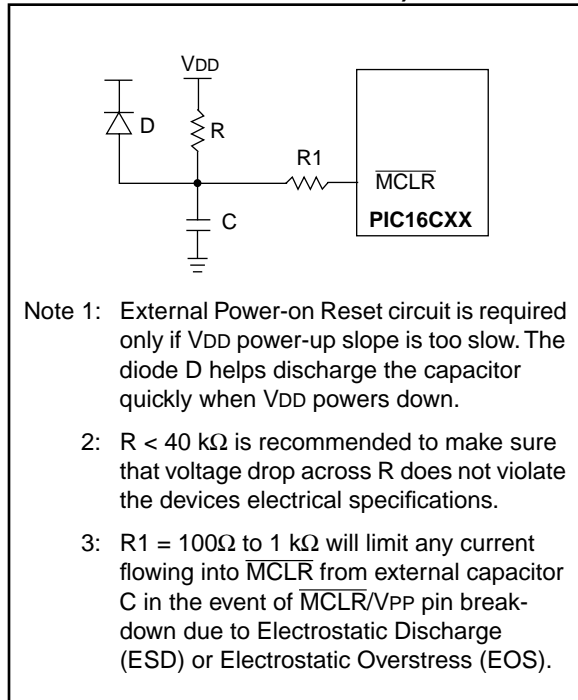 VDD
D
R
R1
MCLR
C
PIC16CXX
Note 1: External Power-on Reset circuit is required
only if VDD power-up slope is too slow. The
diode D helps discharge the capacitor
quickly when VDD powers down.
2: R < 40 kΩ is recommended to make sure
that voltage drop across R does not violate
the devices electrical specifications.
3: R1 = 100Ω to 1 kΩ will limit any current
flowing into MCLR from external capacitor
C in the event of MCLR/VPP pin break-
down due to Electrostatic Discharge
(ESD) or Electrostatic Overstress (EOS).